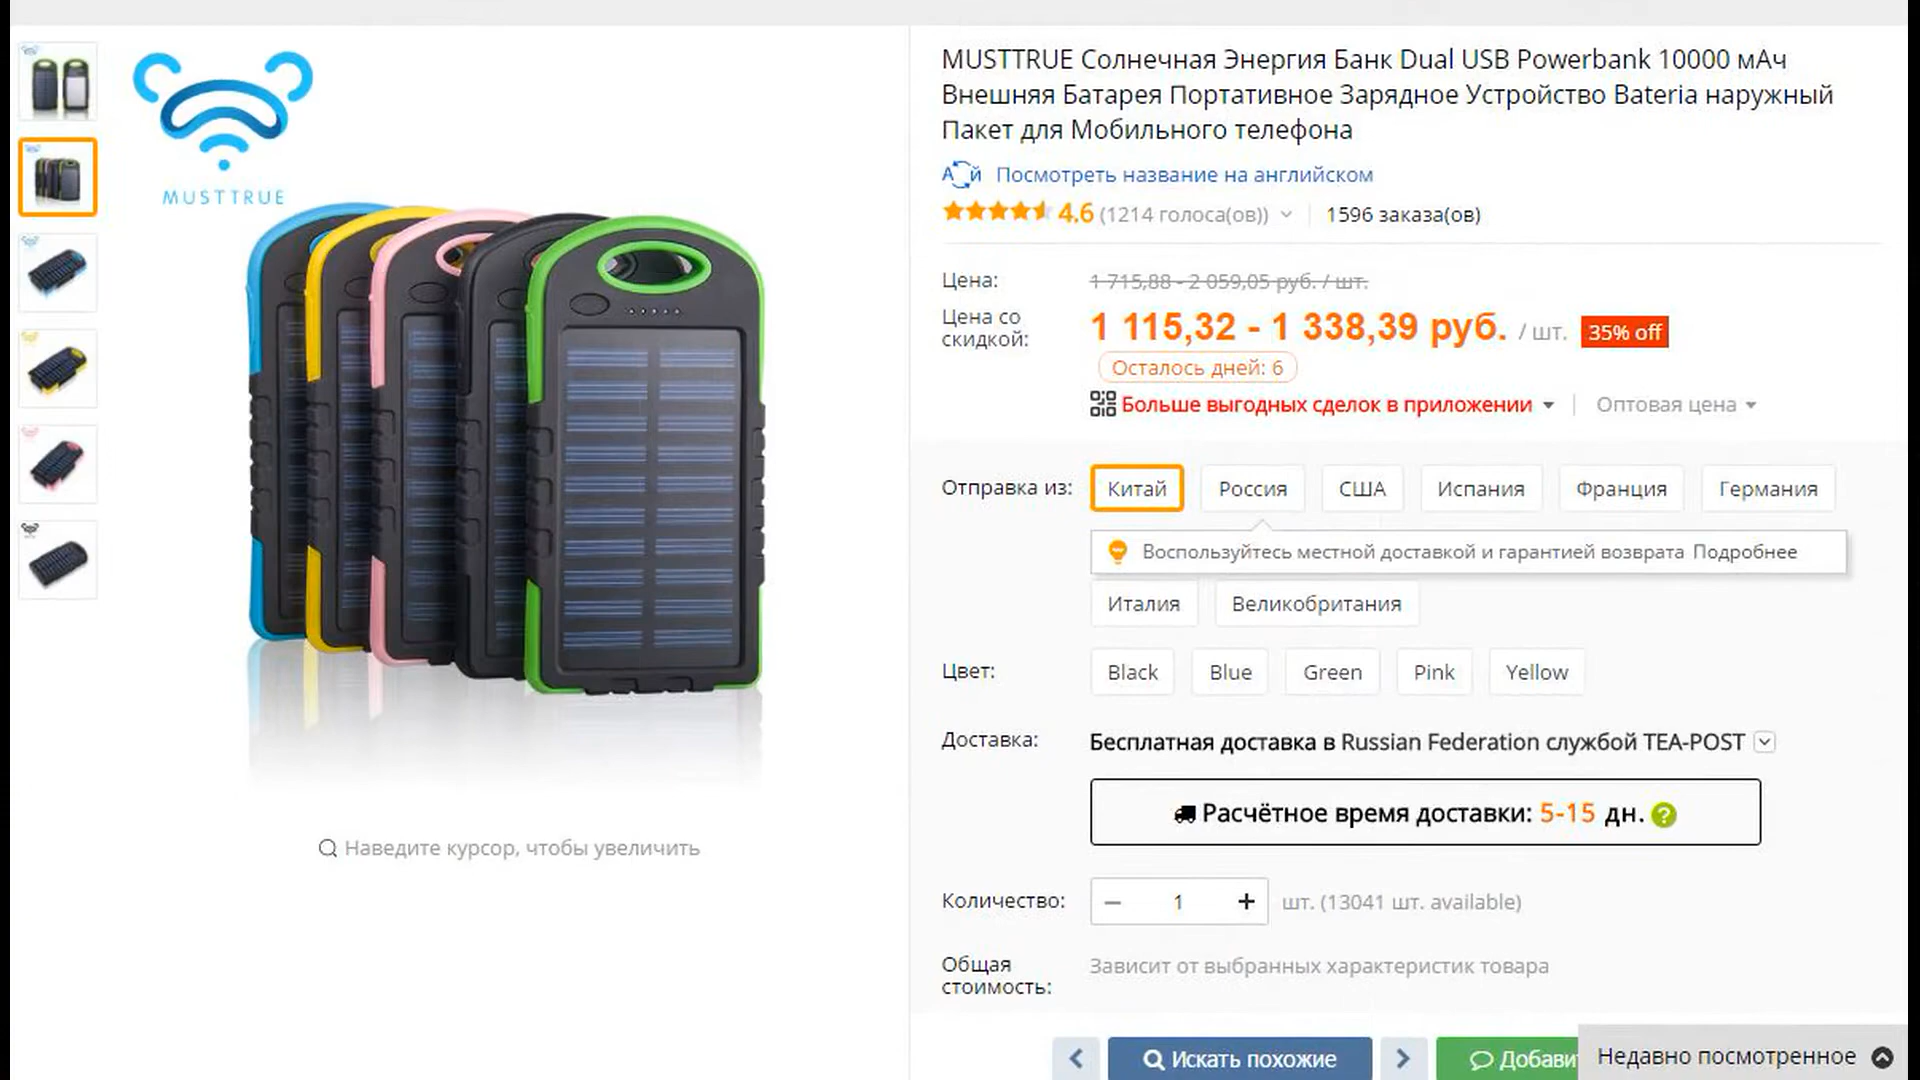 MUSTTRUE
MUSTTRUE Солнечная Энергия Банк Dual USB Powerbank 10000 мАч
Внешняя Батарея Портативное Зарядное Устройство Bateria наружный
Пакет для Мобильного телефона
Посмотреть название на английском
4.6 (1214 голоса(ов)) 1596 заказа(ов)
Цена: 1 715,88 - 2 059,05 руб. / шт.
Цена со скидкой: 1 115,32 - 1 338,39 руб. / шт. 35% off
Осталось дней: 6
Больше выгодных сделок в приложении Оптовая цена
Отправка из: Китай Россия США Испания Франция Германия
Воспользуйтесь местной доставкой и гарантией возврата Подробнее
Италия Великобритания
Цвет: Black Blue Green Pink Yellow
Доставка: Бесплатная доставка в Russian Federation службой TEA-POST
Расчётное время доставки: 5-15 дн. ?
Количество: − 1 + шт. (13041 шт. available)
Наведите курсор, чтобы увеличить
Общая стоимость: Зависит от выбранных характеристик товара
Искать похожие
Добави
Недавно посмотренное